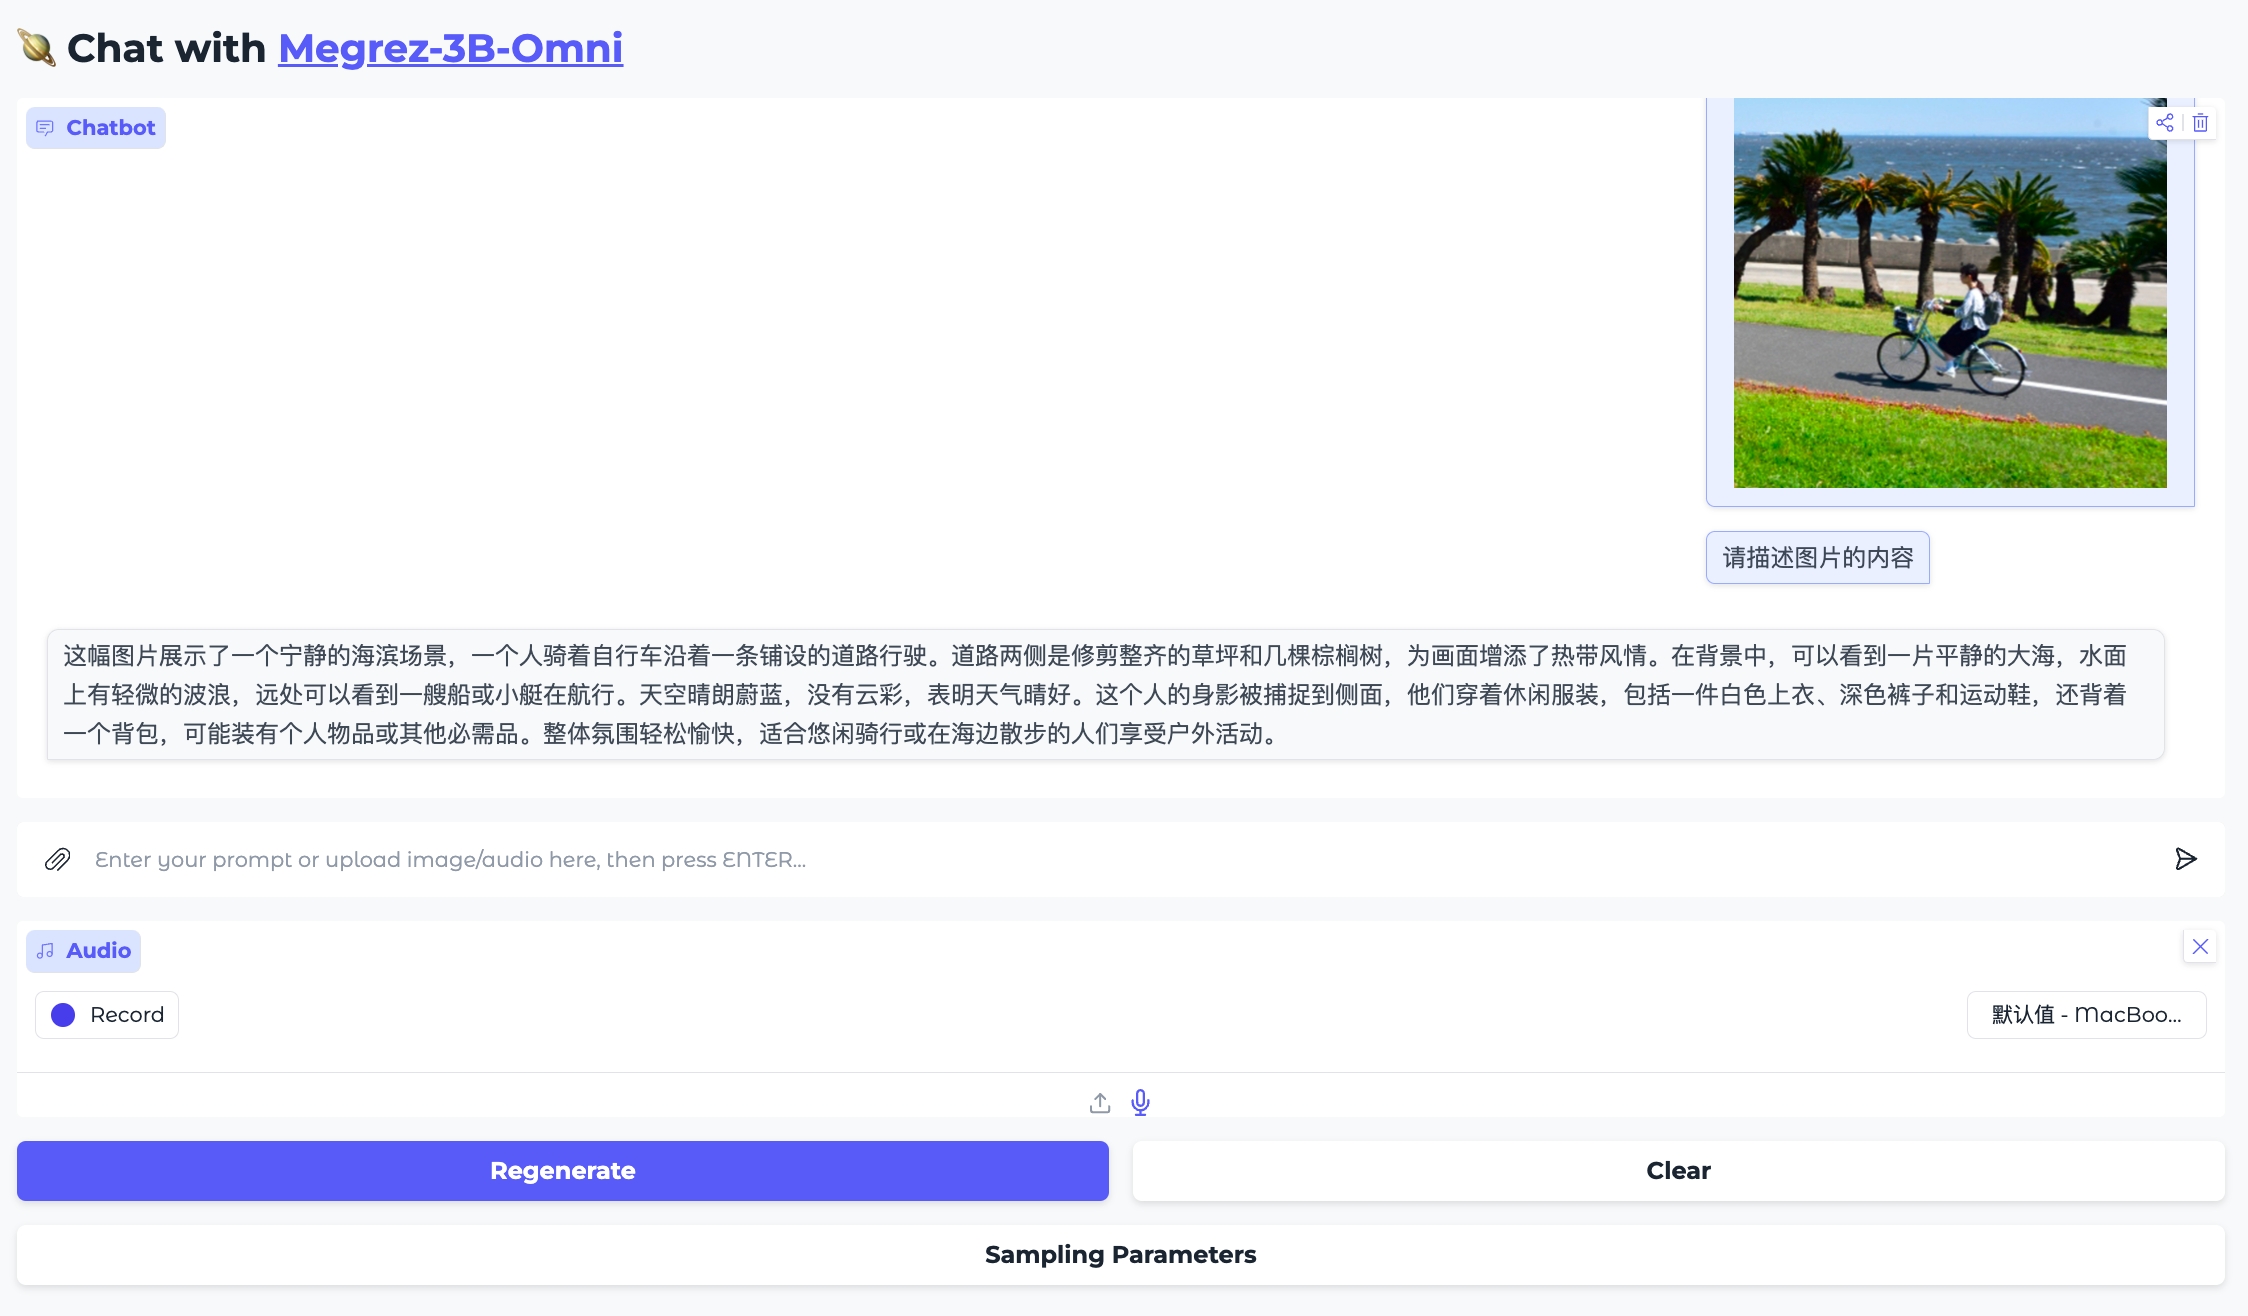 Chat with Megrez-3B-Omni
Chatbot
请描述图片的内容
这幅图片展示了一个宁静的海滨场景，一个人骑着自行车沿着一条铺设的道路行驶。道路两侧是修剪整齐的草坪和几棵棕榈树，为画面增添了热带风情。在背景中，可以看到一片平静的大海，水面
上有轻微的波浪，远处可以看到一艘船或小艇在航行。天空晴朗蔚蓝，没有云彩，表明天气晴好。这个人的身影被捕捉到侧面，他们穿着休闲服装，包括一件白色上衣、深色裤子和运动鞋，还背着
一个背包，可能装有个人物品或其他必需品。整体氛围轻松愉快，适合悠闲骑行或在海边散步的人们享受户外活动。
Enter your prompt or upload image/audio here, then press ENTER...
Audio
Record
默认值 - MacBoo...
Regenerate
Clear
Sampling Parameters